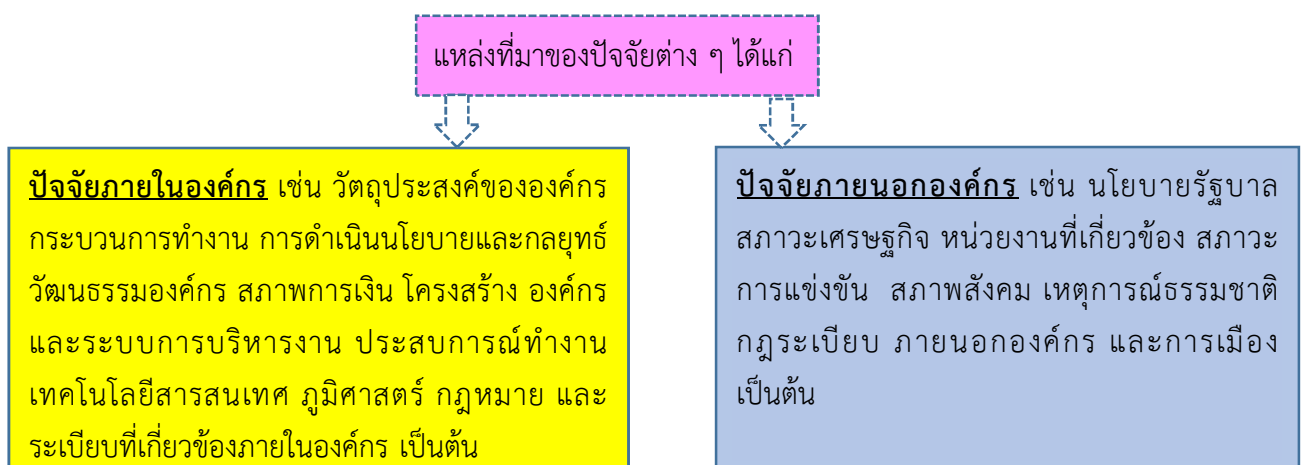 แหล่งที่มาของปัจจัยต่าง ๆ ได้แก่
ปัจจัยภายในองค์กร เช่น วัตถุประสงค์ขององค์กร
กระบวนการทำงาน การดำเนินนโยบายและกลยุทธ์
วัฒนธรรมองค์กร สภาพการเงิน โครงสร้าง องค์กร
และระบบการบริหารงาน ประสบการณ์ทำงาน
เทคโนโลยีสารสนเทศ ภูมิศาสตร์ กฎหมาย และ
ระเบียบที่เกี่ยวข้องภายในองค์กร เป็นต้น
ปัจจัยภายนอกองค์กร เช่น นโยบายรัฐบาล
สภาวะเศรษฐกิจ หน่วยงานที่เกี่ยวข้อง สภาวะ
การแข่งขัน สภาพสังคม เหตุการณ์ธรรมชาติ
กฎระเบียบ ภายนอกองค์กร และการเมือง
เป็นต้น